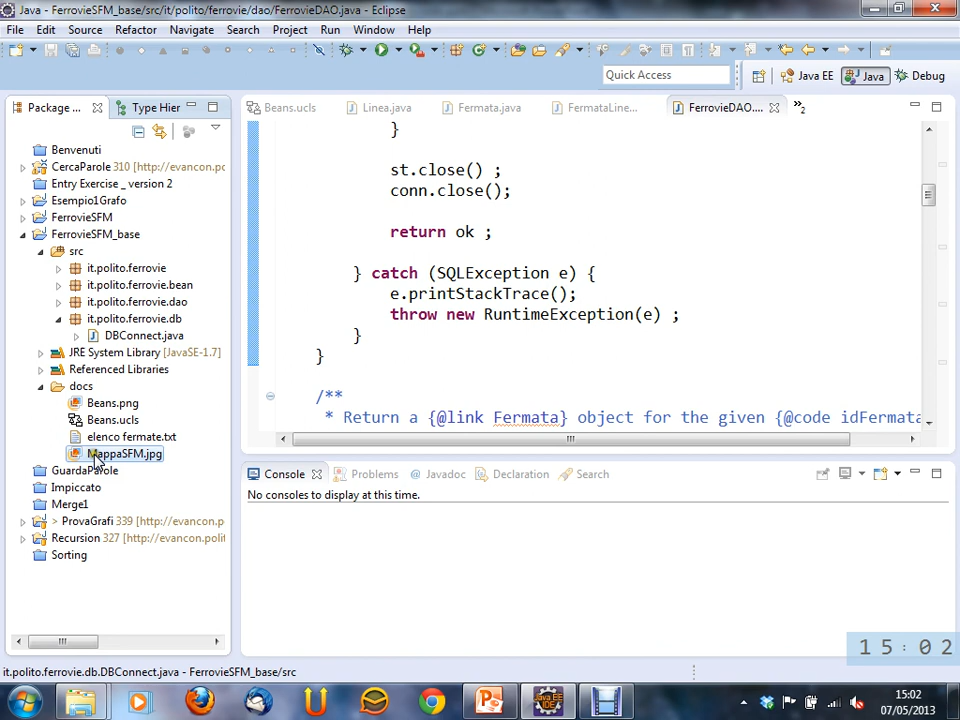 Java - FerrovieSFM_base/src/it/polito/ferrovie/dao/FerrovieDAO.java - Eclipse
File Edit Source Refactor Navigate Search Project Run Window Help
Quick Access
Java EE Java Debug
Package ... Type Hier
Beans.ucls Linea.java Fermata.java FermataLine... FerrovieDAO.... »2
Benvenuti
CercaParole 310 [http://evancon.pc
Entry Exercise _ version 2
Esempio1Grafo
FerrovieSFM
FerrovieSFM_base
src
it.polito.ferrovie
it.polito.ferrovie.bean
it.polito.ferrovie.dao
it.polito.ferrovie.db
DBConnect.java
JRE System Library [JavaSE-1.7]
Referenced Libraries
docs
Beans.png
Beans.ucls
elenco fermate.txt
MappaSFM.jpg
GuardaParole
Impiccato
Merge1
> ProvaGrafi 339 [http://evancon.pc
Recursion 327 [http://evancon.polit
Sorting
}
st.close() ;
conn.close();
return ok ;
} catch (SQLException e) {
e.printStackTrace();
throw new RuntimeException(e) ;
}
}
/**
* Return a {@link Fermata} object for the given {@code idFermata
Console Problems Javadoc Declaration Search
No consoles to display at this time.
15:02
it.polito.ferrovie.db.DBConnect.java - FerrovieSFM_base/src
15:02
07/05/2013